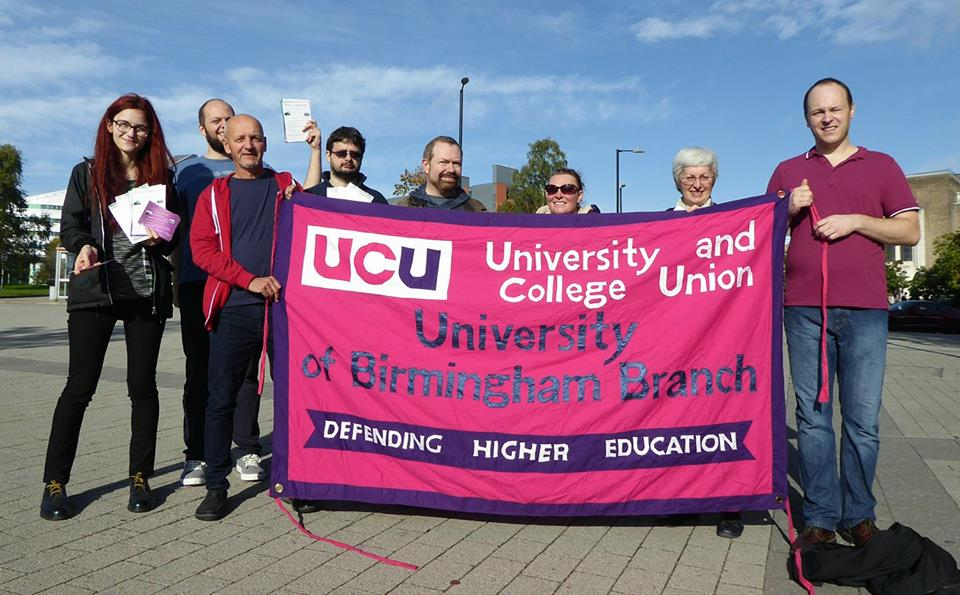 UCU
University and
College Union
University
of Birmingham Branch
DEFENDING HIGHER EDUCATION